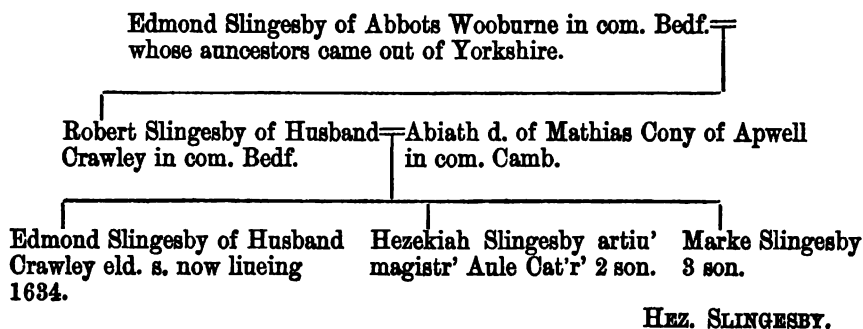 Edmond Slingesby of Abbots Wooburne in com. Bedf.
whose auncestors came out of Yorkshire.
Robert Slingesby of Husband Crawley in com. Bedf.
Abiath d. of Mathias Cony of Apwell
in com. Camb.
Edmond Slingesby of Husband
Crawley eld. s. now liueing
1634.
Hezekiah Slingesby artiu'
magistr' Aule Cat'r' 2 son.
Marke Slingesby
3 son.
HEZ. SLINGESBY.